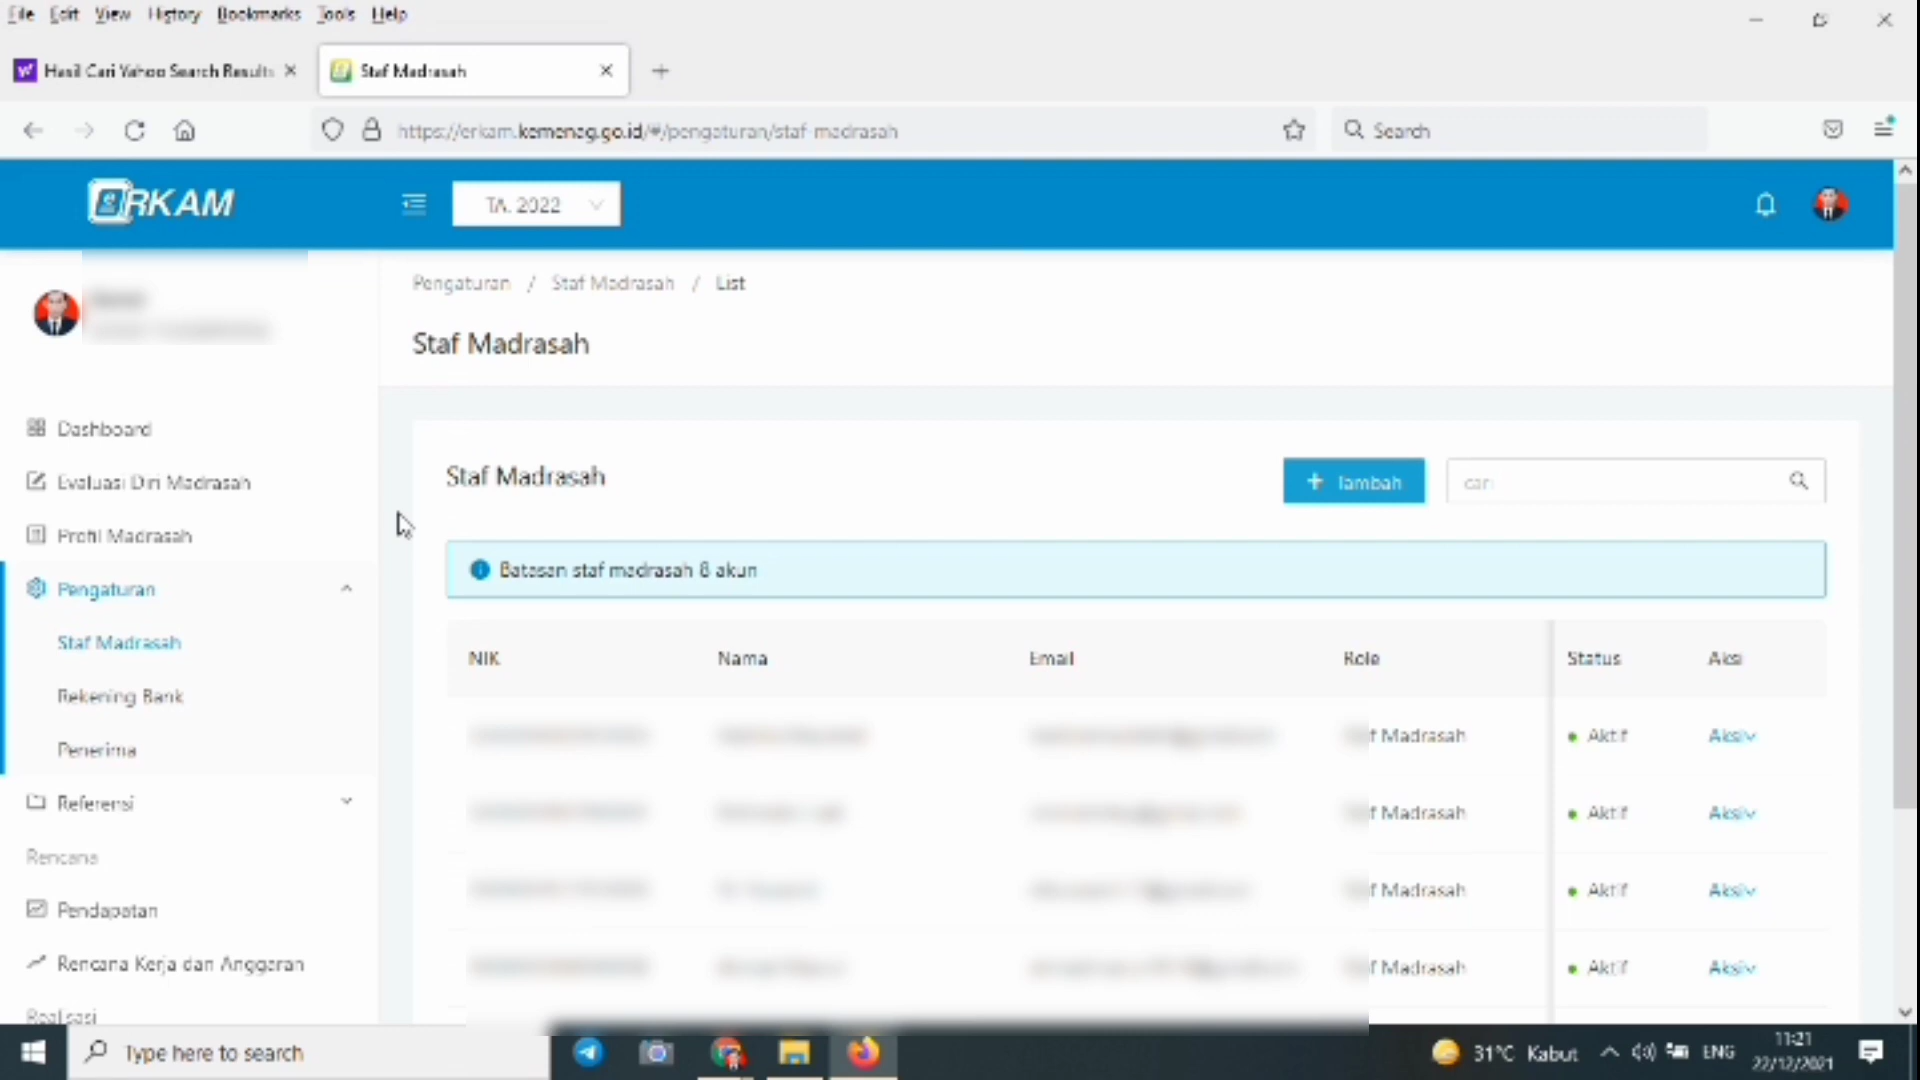 File Edit View History Bookmarks Tools Help
Hasil Cari Yahoo Search Results
Staf Madrasah
https://erkam.kemenag.go.id/#/pengaturan/staf-madrasah
Search
eRKAM
TA. 2022
Pengaturan / Staf Madrasah / List
Staf Madrasah
Dashboard
Evaluasi Diri Madrasah
Profil Madrasah
Pengaturan
Staf Madrasah
Rekening Bank
Penerima
Referensi
Rencana
Pendapatan
Rencana Kerja dan Anggaran
Realisasi
Staf Madrasah
+ Tambah
cari
Batasan staf madrasah 8 akun
NIK Nama Email Role Status Aksi
f Madrasah Aktif Aksi
f Madrasah Aktif Aksi
f Madrasah Aktif Aksi
f Madrasah Aktif Aksi
Type here to search
31°C Kabut
ENG
11:21
22/12/2021